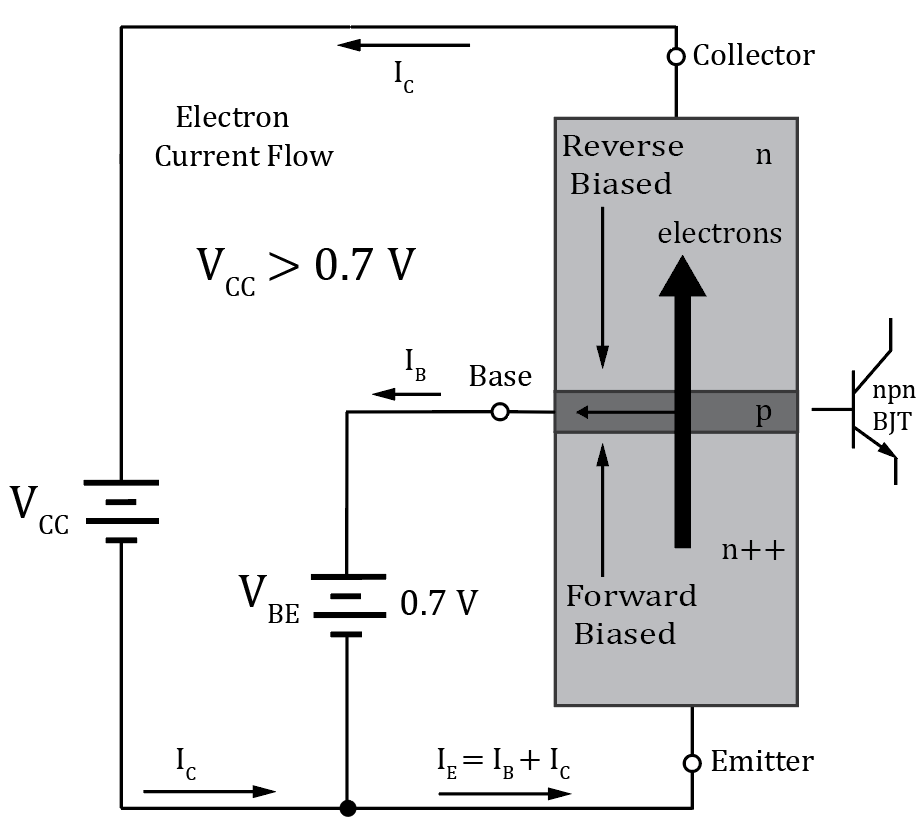 I_C
Collector
Electron
Current Flow
Reverse
Biased
n
electrons
V_CC > 0.7 V
I_B
Base
p
npn
BJT
V_CC
n++
V_BE
0.7 V
Forward
Biased
I_C
I_E = I_B + I_C
Emitter